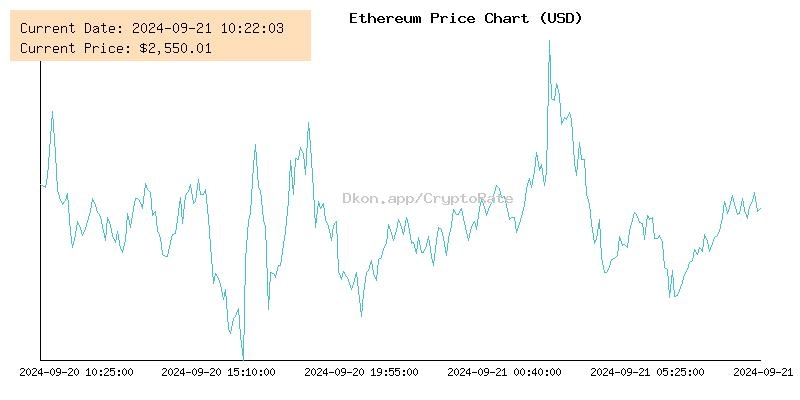 Ethereum Price Chart (USD)
Current Date: 2024-09-21 10:22:03
Current Price: $2,550.01
Dkon.app/CryptoRate
2024-09-20 10:25:00
2024-09-20 15:10:00
2024-09-20 19:55:00
2024-09-21 00:40:00
2024-09-21 05:25:00
2024-09-21